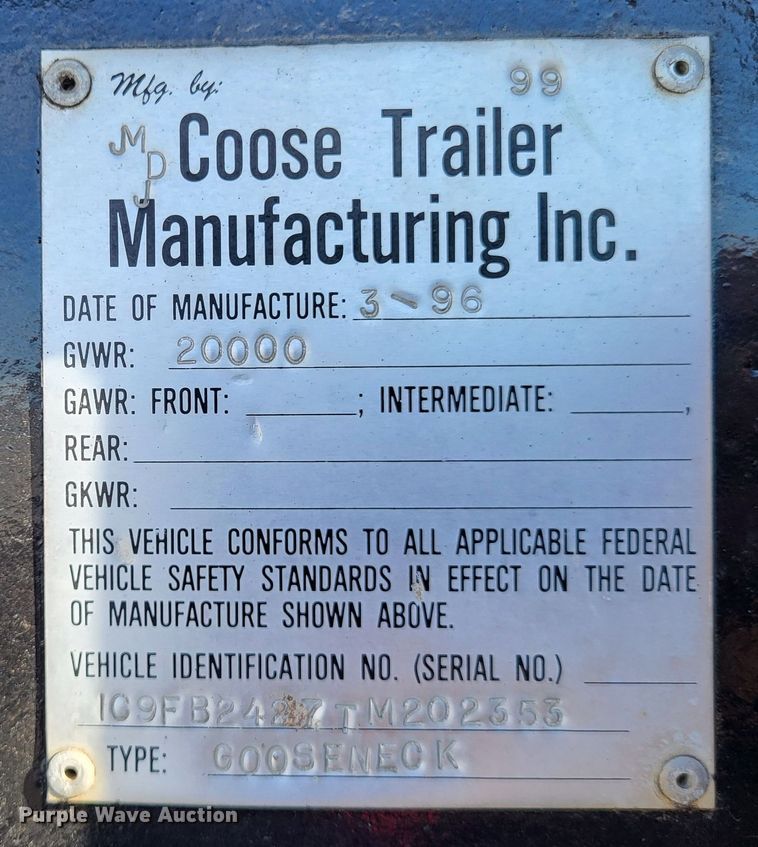 Mfg. by: 99
JMPJ Coose Trailer
Manufacturing Inc.
DATE OF MANUFACTURE: 3-96
GVWR: 20000
GAWR: FRONT: ; INTERMEDIATE: ,
REAR:
GKWR:
THIS VEHICLE CONFORMS TO ALL APPLICABLE FEDERAL
VEHICLE SAFETY STANDARDS IN EFFECT ON THE DATE
OF MANUFACTURE SHOWN ABOVE.
VEHICLE IDENTIFICATION NO. (SERIAL NO.)
1C9FB2427TM202353
TYPE: GOOSENECK
Purple Wave Auction